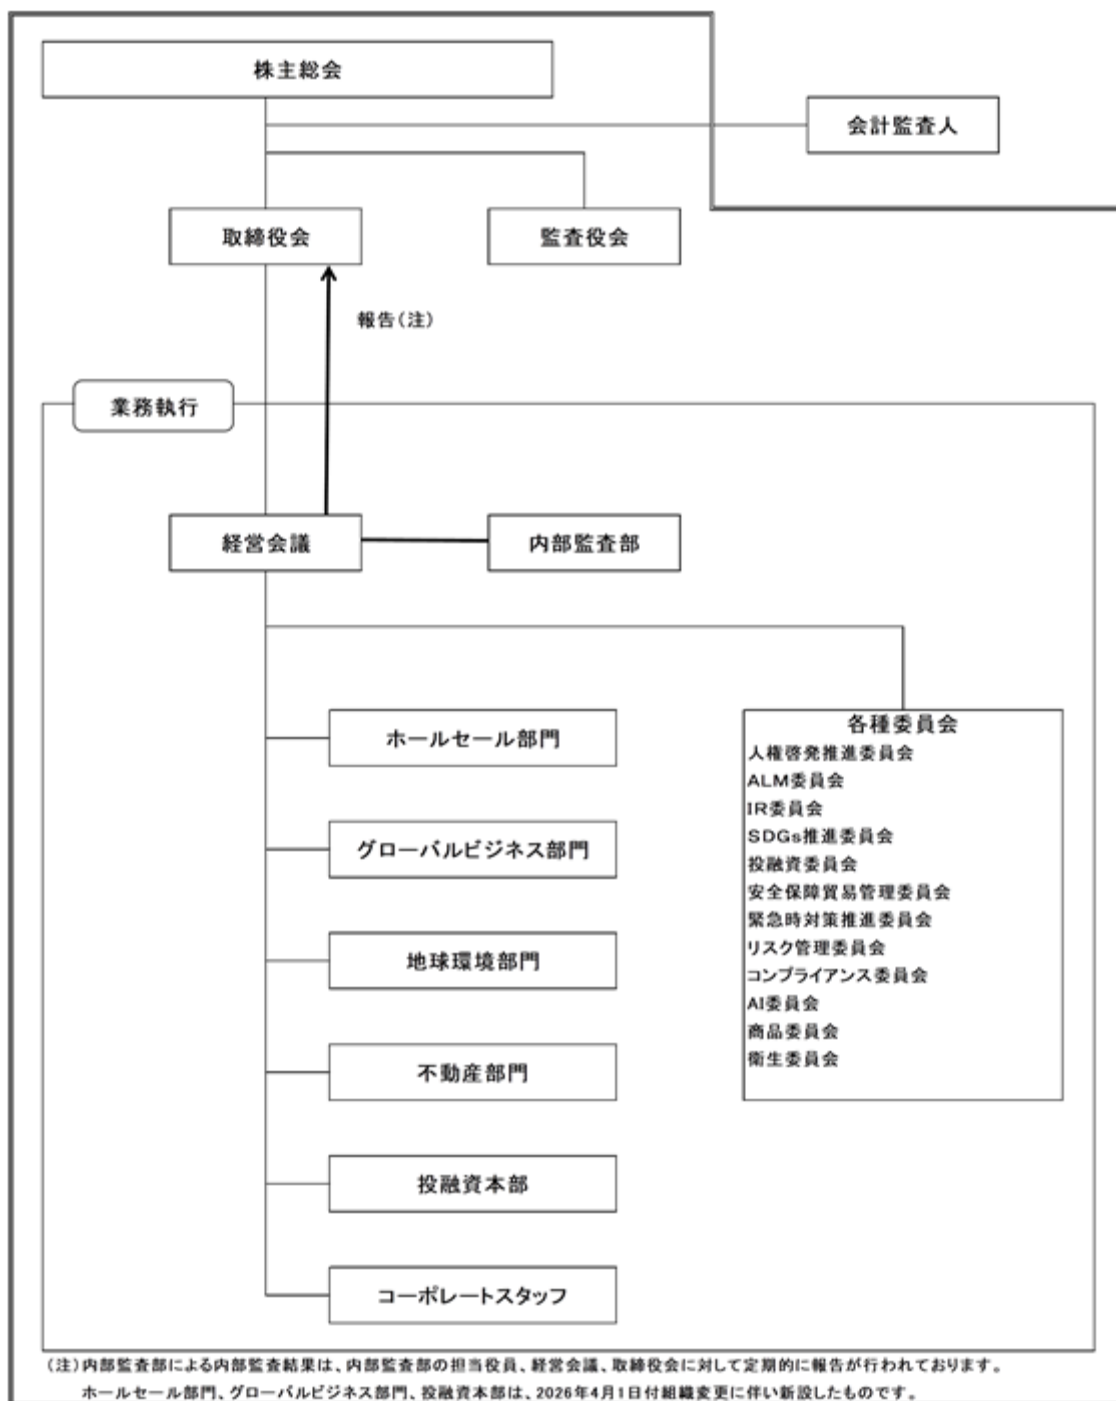 株主総会
会計監査人
取締役会
監査役会
報告(注)
業務執行
経営会議
内部監査部
ホールセール部門
グローバルビジネス部門
地球環境部門
不動産部門
投融資本部
コーポレートスタッフ
各種委員会
人権啓発推進委員会
ALM委員会
IR委員会
SDGs推進委員会
投融資委員会
安全保障貿易管理委員会
緊急時対策推進委員会
リスク管理委員会
コンプライアンス委員会
AI委員会
商品委員会
衛生委員会
(注)内部監査部による内部監査結果は、内部監査部の担当役員、経営会議、取締役会に対して定期的に報告が行われております。
ホールセール部門、グローバルビジネス部門、投融資本部は、2026年4月1日付組織変更に伴い新設したものです。